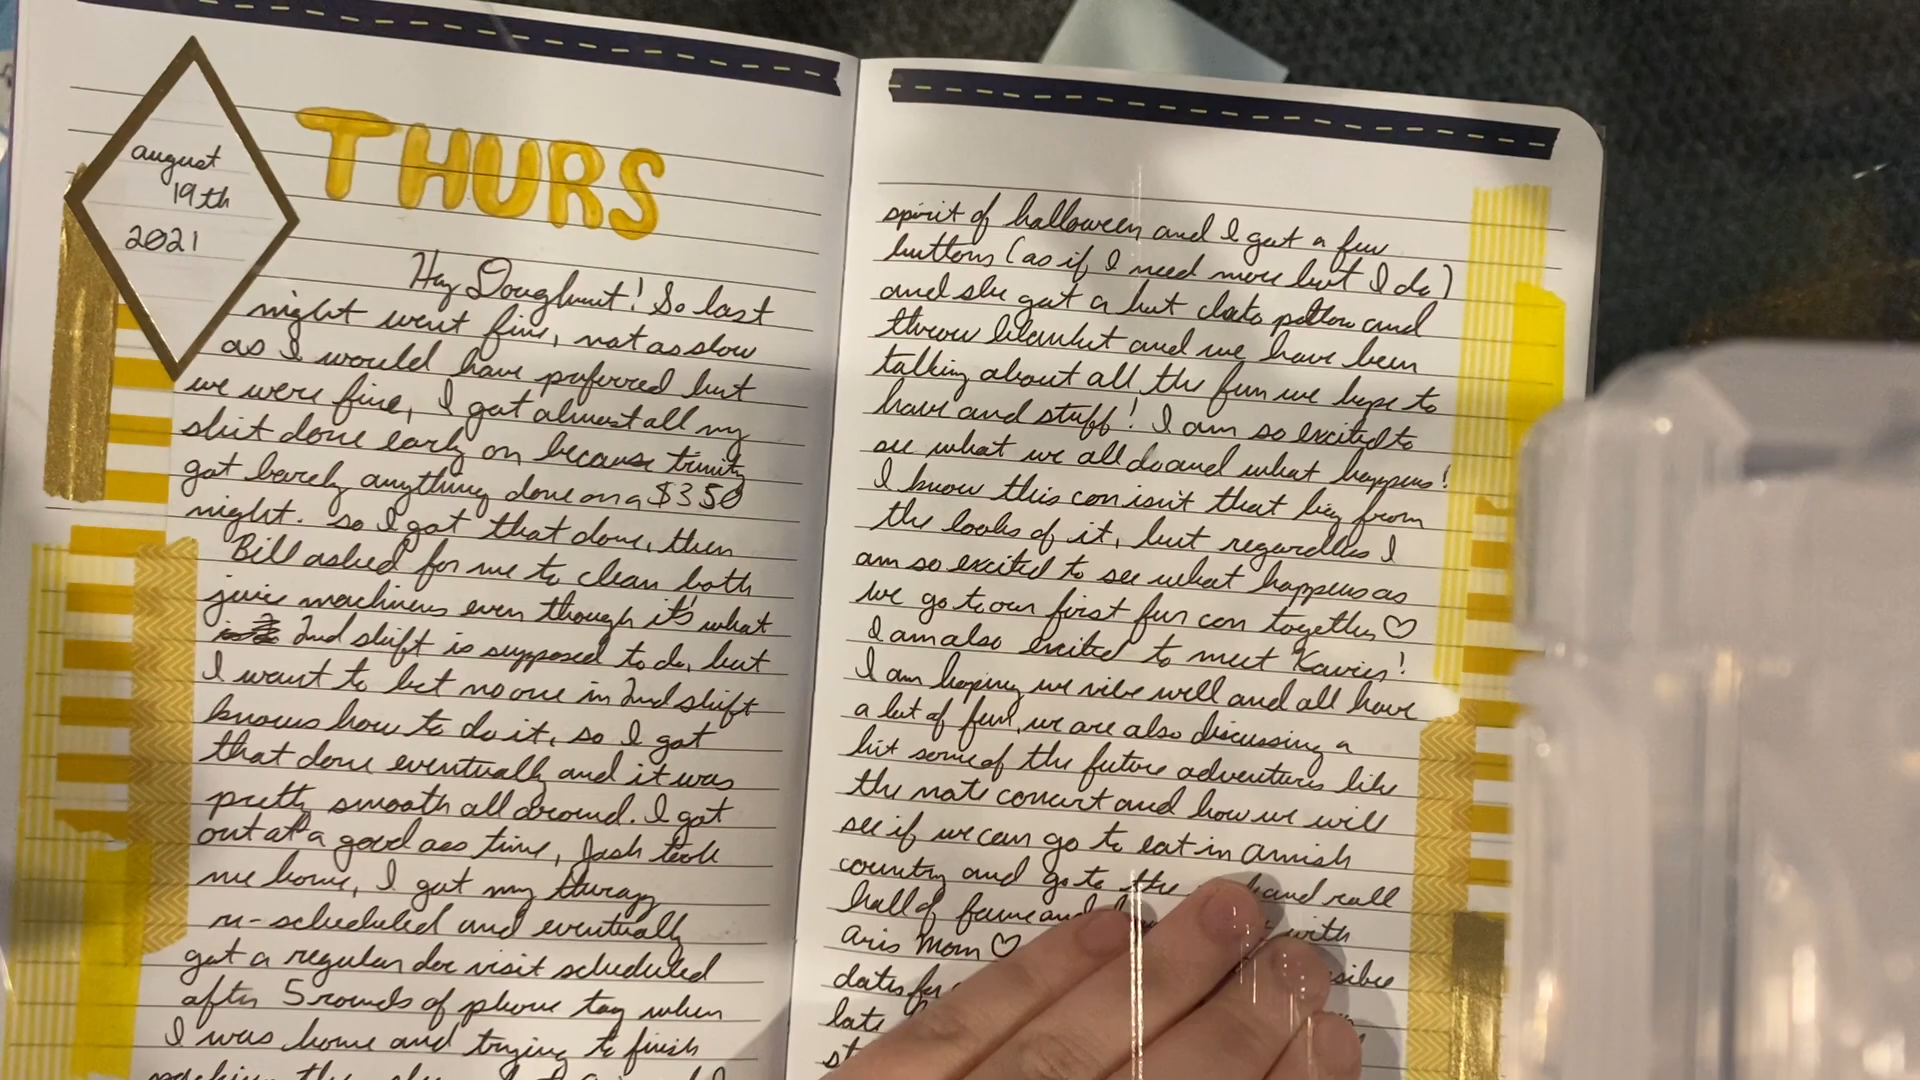 august
19th
2021
THURS
Hey Doughnut! So last
night went fine, not as slow
as I would have preferred but
we were fine, I got almost all my
shit done early on because trinity
got barely anything done on a $350
night. so I got that done, then
Bill asked for me to clean both
juice machines even though it's what
2nd shift is supposed to do, but
I want to bet no one in 2nd shift
knows how to do it, so I got
that done eventually and it was
pretty smooth all around. I got
out at a good ass time, Josh took
me home, I got my therapy
re-scheduled and eventually
got a regular doc visit scheduled
after 5 rounds of phone tag when
I was home and trying to finish
spirit of halloween and I got a few
buttons (as if I need more but I do)
and she got a but pillow and
throw blanket and we have been
talking about all the fun we hope to
have and stuff! I am so excited to
see what we all do and what happens!
I know this con isn't that big from
the looks of it, but regardless I
am so excited to see what happens as
we go to our first fur con together ♡
I am also excited to meet
I am hoping we vibe well and all have
a lot of fun, we are also discussing a
bit some of the future adventures like
the nate concert and how we will
see if we can go to eat in amish
country and go to the and roll
hall of fame and with
aris mom ♡
dates
late